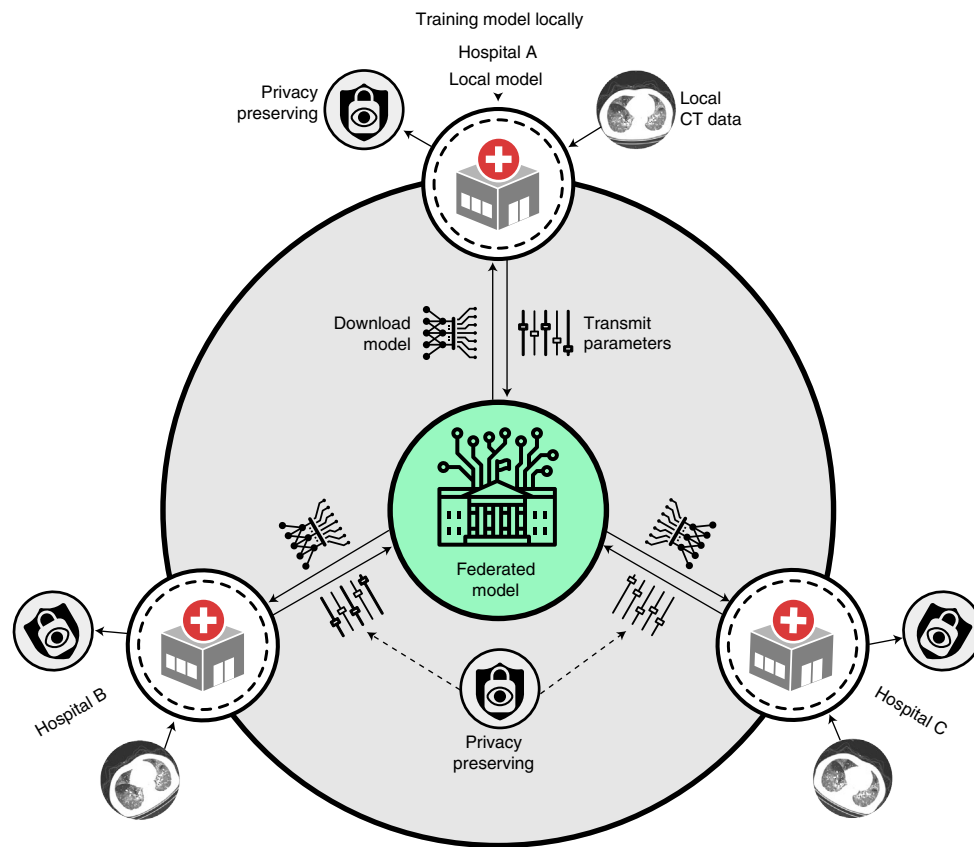 Training model locally
Hospital A
Local model
Privacy
preserving
Local
CT data
Download
model
Transmit
parameters
Federated
model
Hospital B
Privacy
preserving
Hospital C